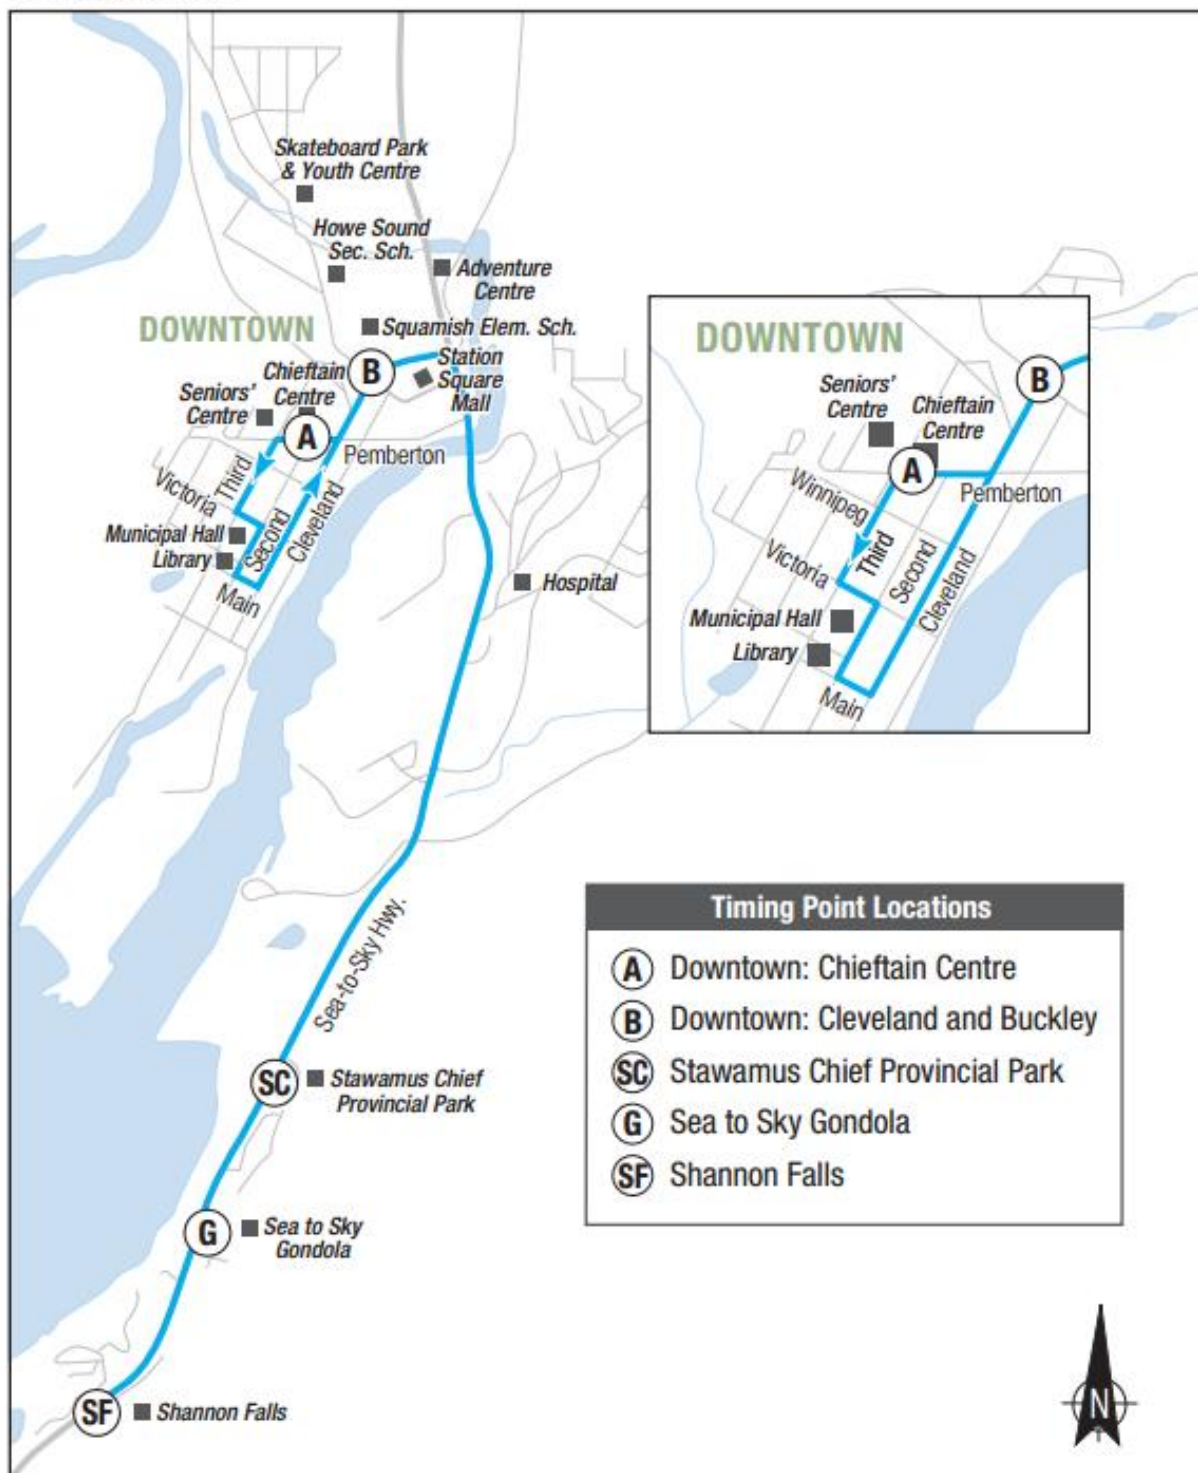 Skateboard Park
& Youth Centre
Howe Sound
Sec. Sch.
Adventure
Centre
DOWNTOWN
Squamish Elem. Sch.
B
Station
Square
Mall
Chieftain
Centre
Seniors'
Centre
A
Pemberton
Third
Victoria
Second
Cleveland
Municipal Hall
Library
Main
Hospital
Sea-to-Sky Hwy.
SC
Stawamus Chief
Provincial Park
G
Sea to Sky
Gondola
SF
Shannon Falls
DOWNTOWN
B
Seniors'
Centre
Chieftain
Centre
A
Pemberton
Winnipeg
Third
Victoria
Second
Cleveland
Municipal Hall
Library
Main
Timing Point Locations
A Downtown: Chieftain Centre
B Downtown: Cleveland and Buckley
SC Stawamus Chief Provincial Park
G Sea to Sky Gondola
SF Shannon Falls
N